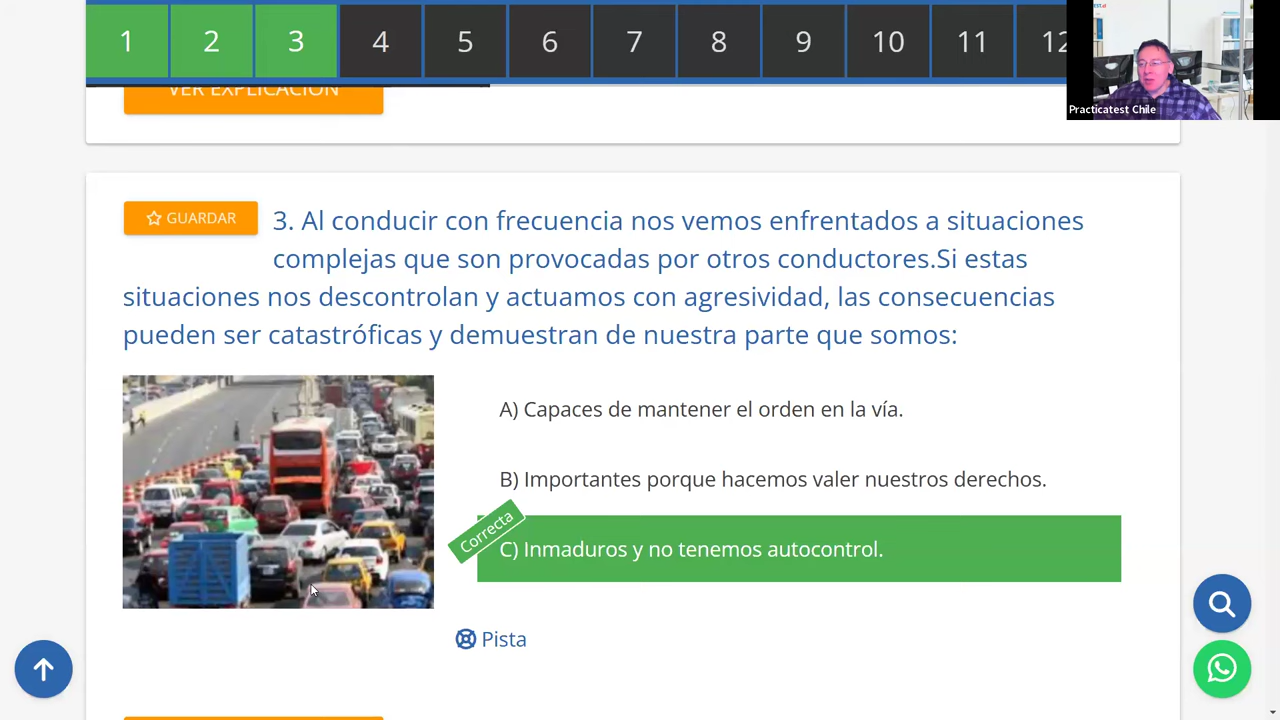 1 2 3 4 5 6 7 8 9 10 11 12
Practicatest Chile
VER EXPLICACIÓN
GUARDAR
3. Al conducir con frecuencia nos vemos enfrentados a situaciones
complejas que son provocadas por otros conductores.Si estas
situaciones nos descontrolan y actuamos con agresividad, las consecuencias
pueden ser catastróficas y demuestran de nuestra parte que somos:
A) Capaces de mantener el orden en la vía.
B) Importantes porque hacemos valer nuestros derechos.
Correcta
C) Inmaduros y no tenemos autocontrol.
Pista